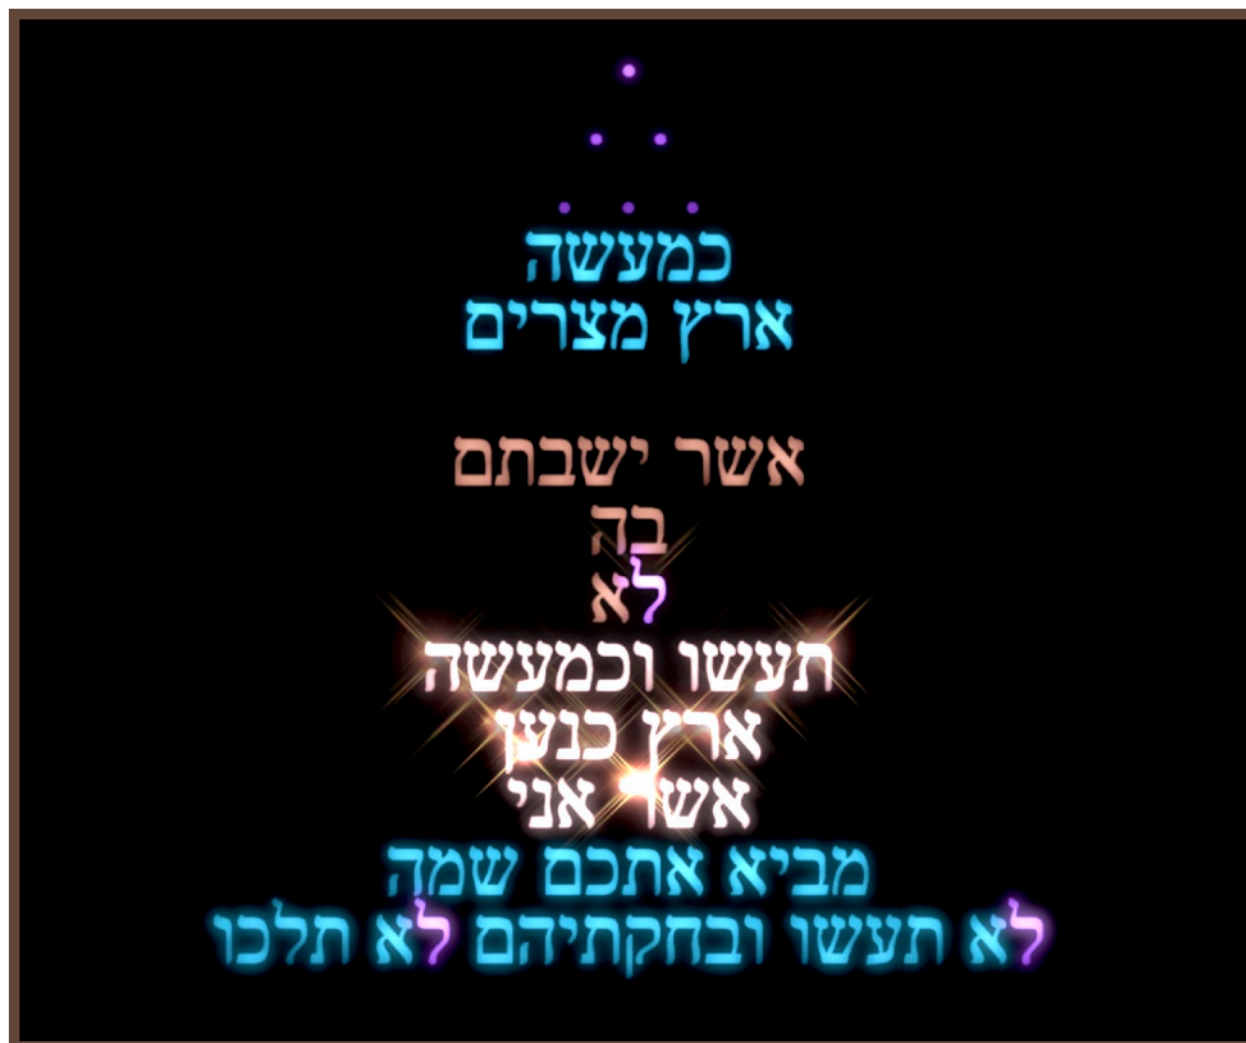 כמעשה
ארץ מצרים
אשר ישבתם
בה
לא
תעשו וכמעשה
ארץ כנען
אשר אני
מביא אתכם שמה
לא תעשו ובחקתיהם לא תלכו